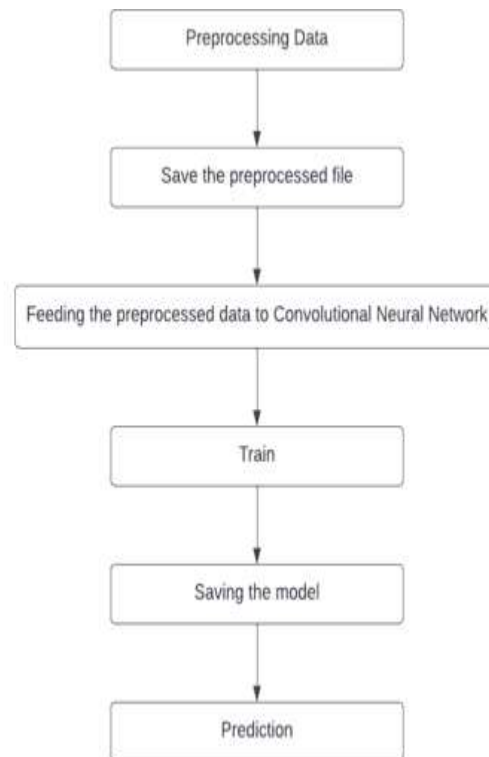 Preprocessing Data
Save the preprocessed file
Feeding the preprocessed data to Convolutional Neural Network
Train
Saving the model
Prediction